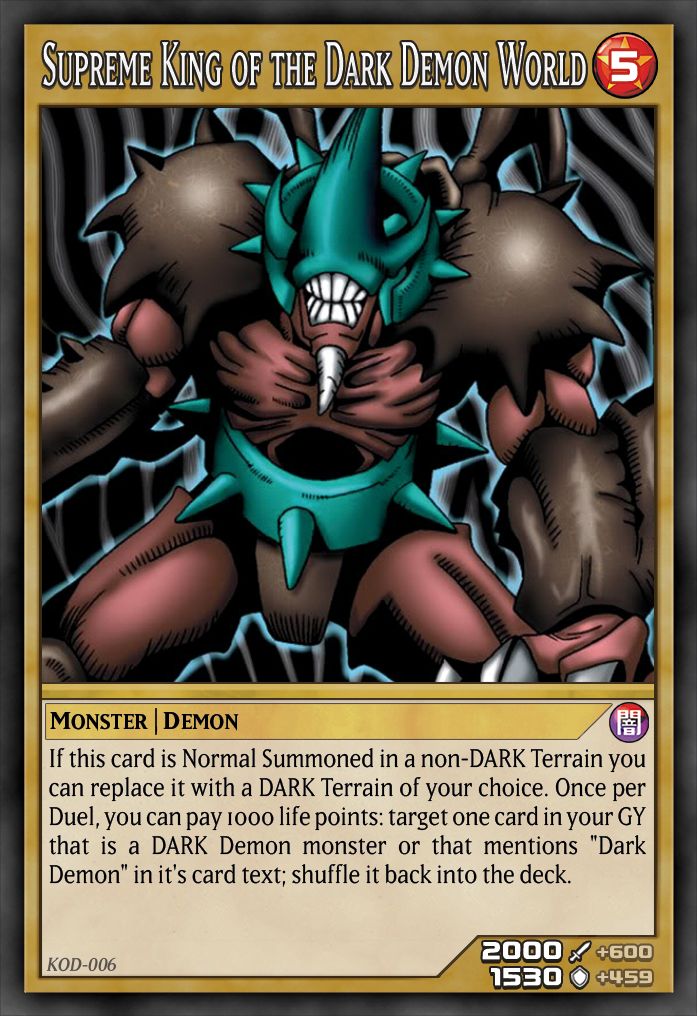 Supreme King of the Dark Demon World
5
Monster | Demon
闇
If this card is Normal Summoned in a non-DARK Terrain you
can replace it with a DARK Terrain of your choice. Once per
Duel, you can pay 1000 life points: target one card in your GY
that is a DARK Demon monster or that mentions "Dark
Demon" in it's card text; shuffle it back into the deck.
2000 +600
KOD-006
1530 +459